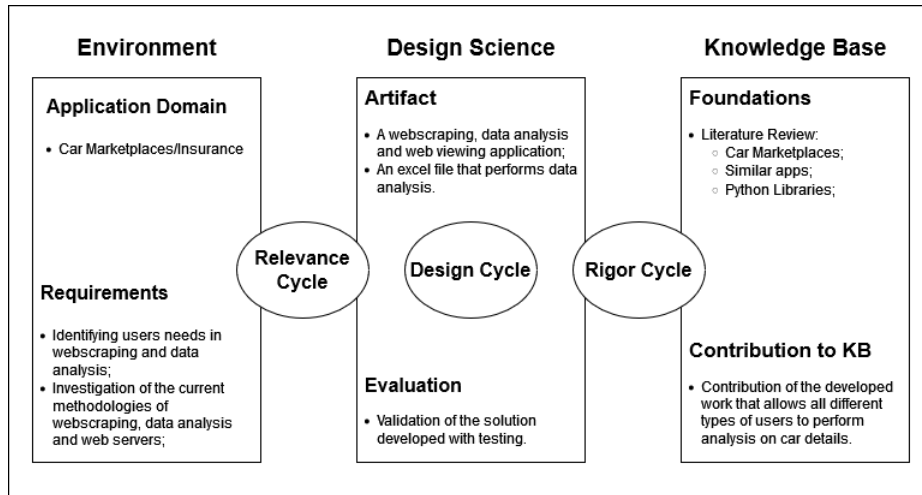 Environment
Design Science
Knowledge Base
Application Domain
• Car Marketplaces/Insurance
Requirements
• Identifying users needs in
webscraping and data
analysis;
• Investigation of the current
methodologies of
webscraping, data analysis
and web servers;
Relevance
Cycle
Artifact
• A webscraping, data analysis
and web viewing application;
• An excel file that performs data
analysis.
Design Cycle
Evaluation
• Validation of the solution
developed with testing.
Rigor Cycle
Foundations
• Literature Review:
○ Car Marketplaces;
○ Similar apps;
○ Python Libraries;
Contribution to KB
• Contribution of the developed
work that allows all different
types of users to perform
analysis on car details.